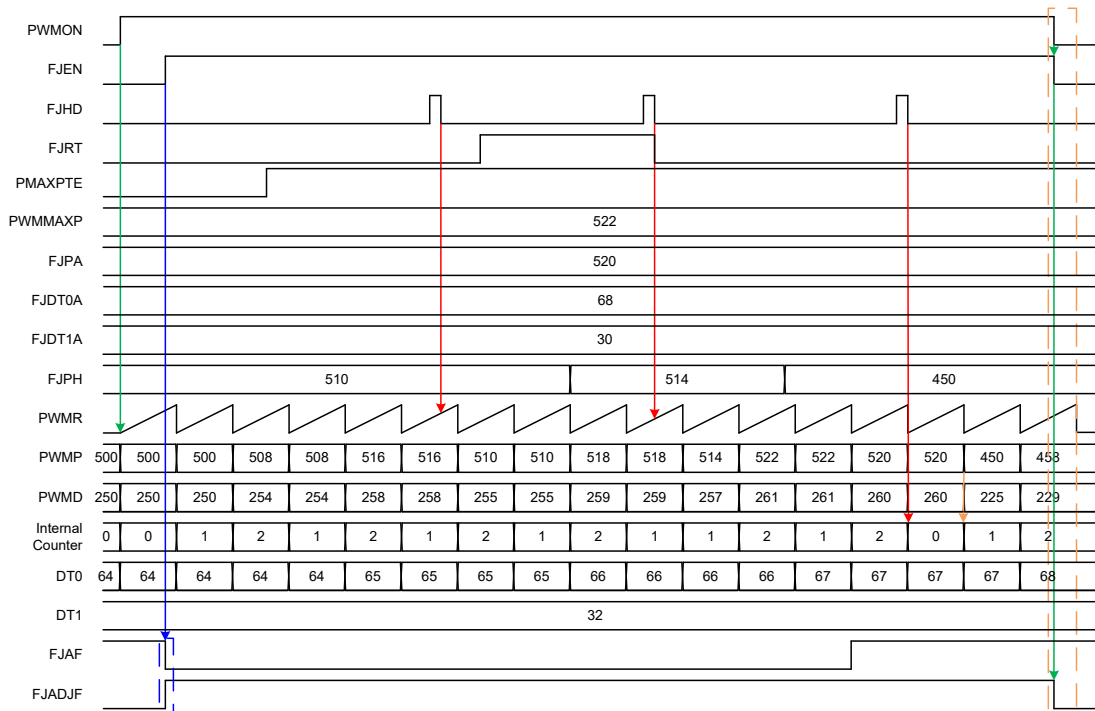 PWMON
FJEN
FJHD
FJRT
PMAXPTE
PWMMAXP 522
FJPA 520
FJDT0A 68
FJDT1A 30
FJPH 510 514 450
PWMR
PWMP 500 500 500 508 508 516 516 510 510 518 518 514 522 522 520 520 450 458
PWMD 250 250 250 254 254 258 258 255 255 259 259 257 261 261 260 260 225 229
Internal
Counter 0 0 1 2 1 2 1 2 1 2 1 1 2 1 2 0 1 2
DT0 64 64 64 64 64 65 65 65 65 66 66 66 66 67 67 67 67 68
DT1 32
FJAF
FJADJF